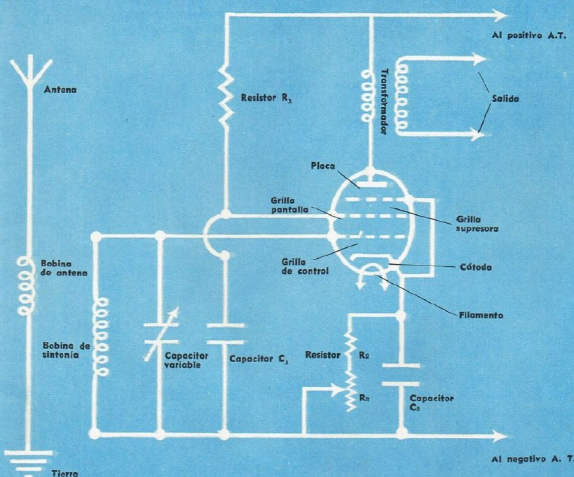 Al positivo A.T.
Antena
Resistor R₁
Transformador
Salida
Placa
Grilla
pantalla
Grilla
supresora
Grilla
de control
Cátodo
Bobina
de antena
Filamento
Bobina de
sintonía
Capacitor
variable
Capacitor C₁
Resistor
R₂
R₃
Capacitor
C₂
Al negativo A. T.
Tierra